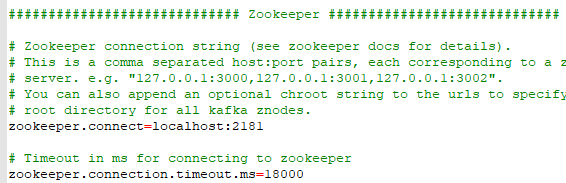 ############################# Zookeeper #############################
# Zookeeper connection string (see zookeeper docs for details).
# This is a comma separated host:port pairs, each corresponding to a
# server. e.g. "127.0.0.1:3000,127.0.0.1:3001,127.0.0.1:3002".
# You can also append an optional chroot string to the urls to specify
# root directory for all kafka znodes.
zookeeper.connect=localhost:2181
# Timeout in ms for connecting to zookeeper
zookeeper.connection.timeout.ms=18000